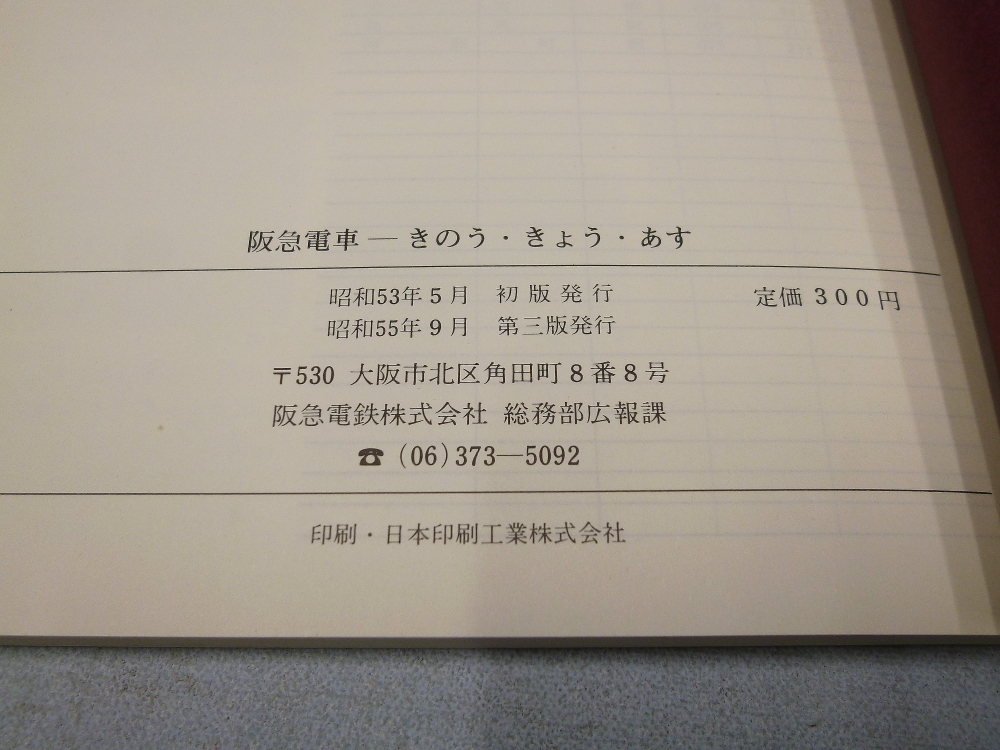 阪急電車―きのう・きょう・あす
昭和53年5月 初版発行 定価300円
昭和55年9月 第三版発行
〒530 大阪市北区角田町8番8号
阪急電鉄株式会社 総務部広報課
☎(06)373―5092
印刷・日本印刷工業株式会社